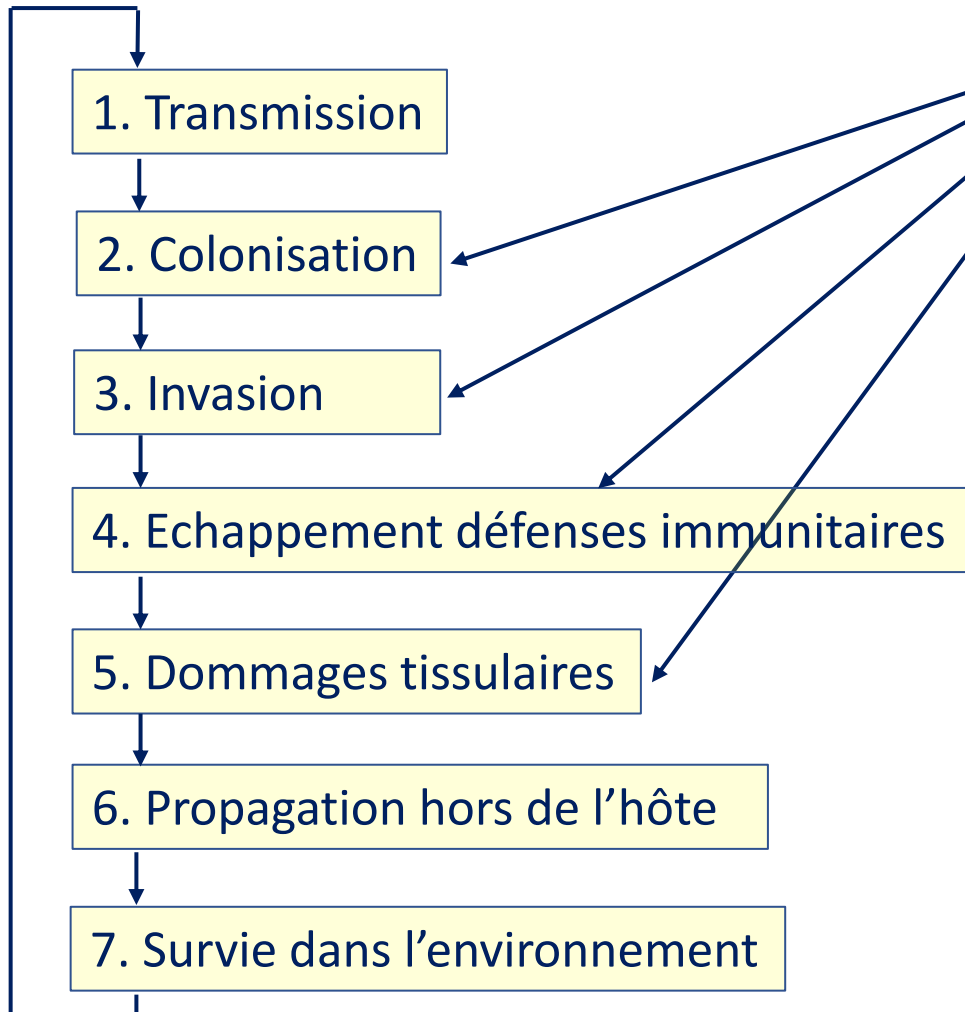 1. Transmission
2. Colonisation
3. Invasion
4. Echappement défenses immunitaires
5. Dommages tissulaires
6. Propagation hors de l’hôte
7. Survie dans l’environnement